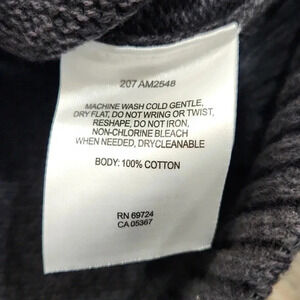 207 AM2548
MACHINE WASH COLD GENTLE,
DRY FLAT, DO NOT WRING OR TWIST,
RESHAPE, DO NOT IRON,
NON-CHLORINE BLEACH
WHEN NEEDED, DRYCLEANABLE
BODY: 100% COTTON
RN 69724
CA 05367